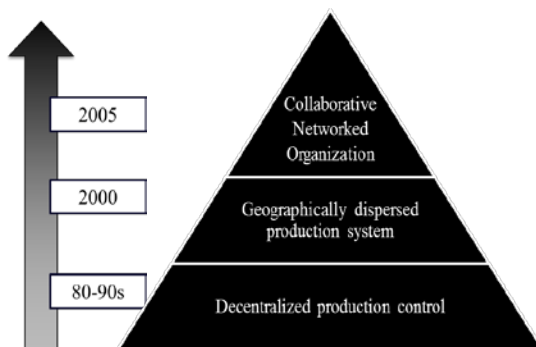 2005
Collaborative
Networked
Organization
2000
Geographically dispersed
production system
80-90s
Decentralized production control